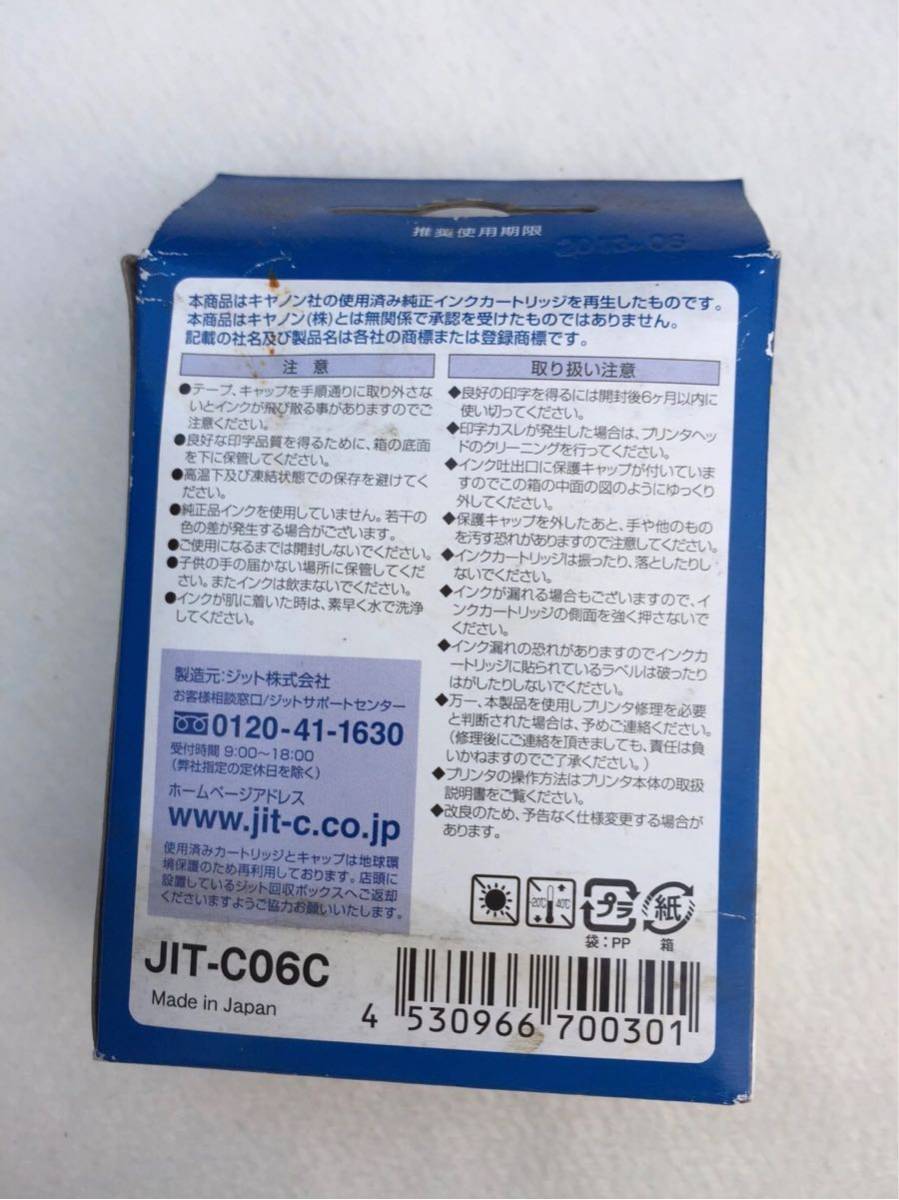 推奨使用期限
本商品はキヤノン社の使用済み純正インクカートリッジを再生したものです。
本商品はキヤノン(株)とは無関係で承認を受けたものではありません。
記載の社名及び製品名は各社の商標または登録商標です。
注意
●テープ、キャップを手順通りに取り外さな
いとインクが飛び散る事がありますのでご
注意ください。
●良好な印字品質を得るために、箱の底面
を下に保管してください。
●高温下及び凍結状態での保存を避けてく
ださい。
●純正品インクを使用していません。若干の
色の差が発生する場合がございます。
●ご使用になるまでは開封しないでください。
●子供の手の届かない場所に保管してくだ
さい。またインクは飲まないでください。
●インクが肌に着いた時は、素早く水で洗浄
してください。
製造元:ジット株式会社
お客様相談窓口/ジットサポートセンター
0120-41-1630
受付時間 9:00〜18:00
(弊社指定の定休日を除く)
ホームページアドレス
www.jit-c.co.jp
使用済みカートリッジとキャップは地球環
境保護のため再利用しております。店頭に
設置しているジット回収ボックスへご返却
くださいますようご協力お願いいたします。
取り扱い注意
◆良好の印字を得るには開封後6ヶ月以内に
使い切ってください。
◆印字カスレが発生した場合は、プリンタヘッ
ドのクリーニングを行ってください。
◆インク吐出口に保護キャップが付いていま
すのでこの箱の中面の図のようにゆっくり
外してください。
◆保護キャップを外したあと、手や他のもの
を汚す恐れがありますので注意してください。
◆インクカートリッジは振ったり、落としたりし
ないでください。
◆インクが漏れる場合もございますので、イ
ンクカートリッジの側面を強く押さないで
ください。
◆インク漏れの恐れがありますのでインクカ
ートリッジに貼られているラベルは破ったり
はがしたりしないでください。
◆万一、本製品を使用しプリンタ修理を必要
と判断された場合は、予めご連絡ください。
(修理後にご連絡を頂きましても、責任は負
いかねますのでご了承ください。)
◆プリンタの操作方法はプリンタ本体の取扱
説明書をご覧ください。
◆改良のため、予告なく仕様変更する場合が
あります。
-20℃ 40℃
プラ
紙
袋:PP
箱
JIT-C06C
Made in Japan
4 530966 700301